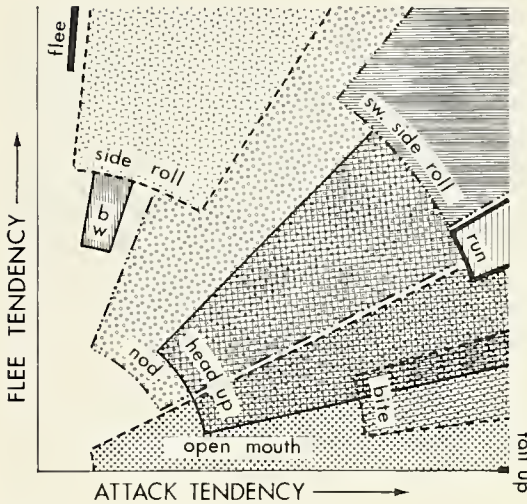 flee
side roll
b
w
sw. side roll
run
nod
head up
bite
open mouth
tail up
FLEE TENDENCY
ATTACK TENDENCY